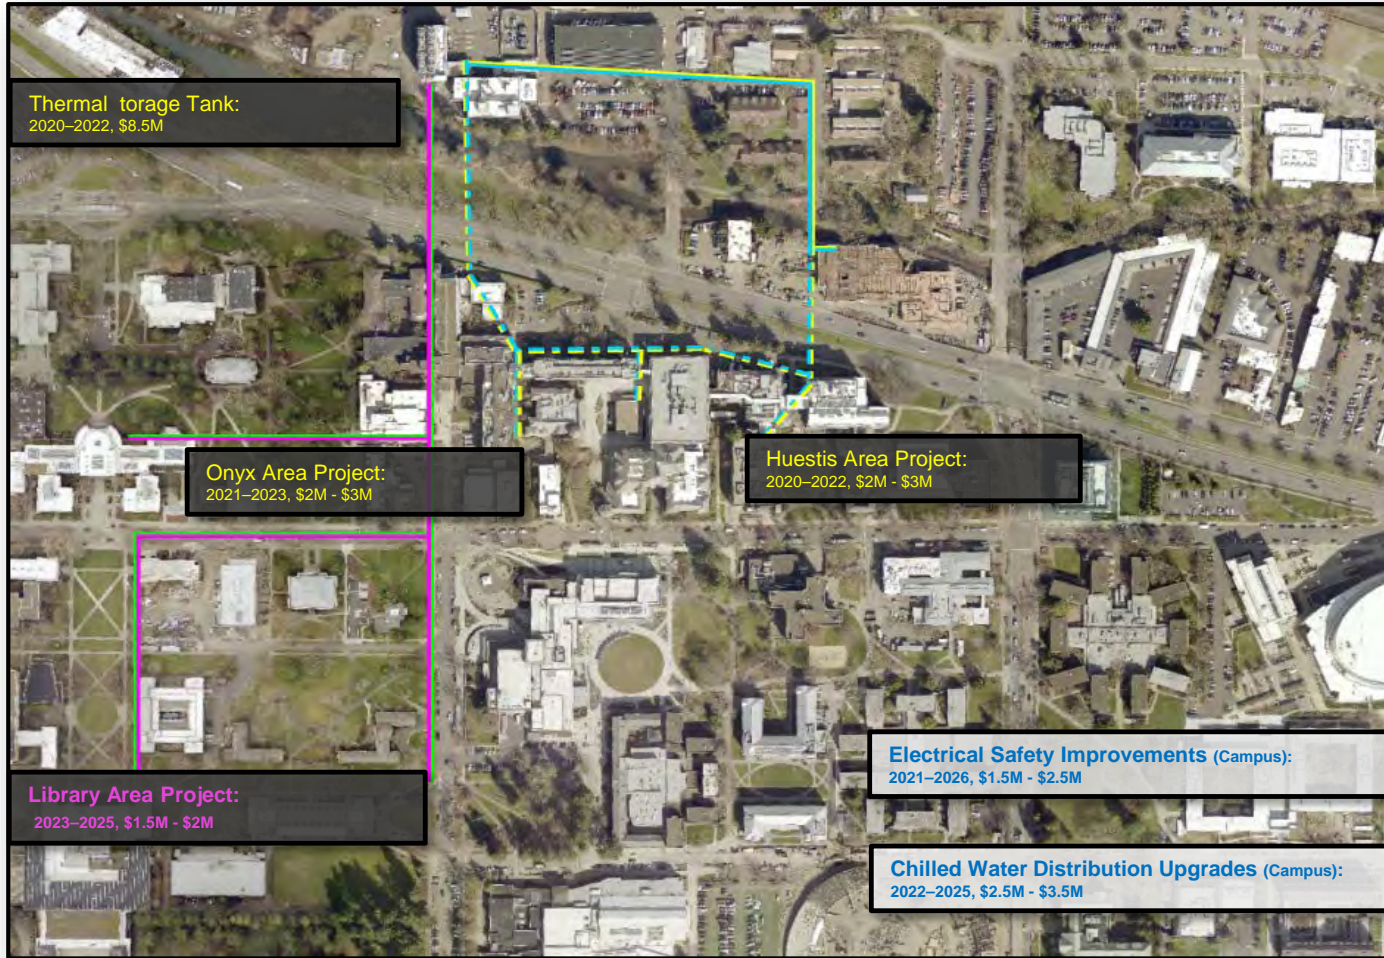 Thermal  torage Tank:
2020–2022, $8.5M
Onyx Area Project:
2021–2023, $2M - $3M
Huestis Area Project:
2020–2022, $2M - $3M
Electrical Safety Improvements (Campus):
2021–2026, $1.5M - $2.5M
Library Area Project:
2023–2025, $1.5M - $2M
Chilled Water Distribution Upgrades (Campus):
2022–2025, $2.5M - $3.5M